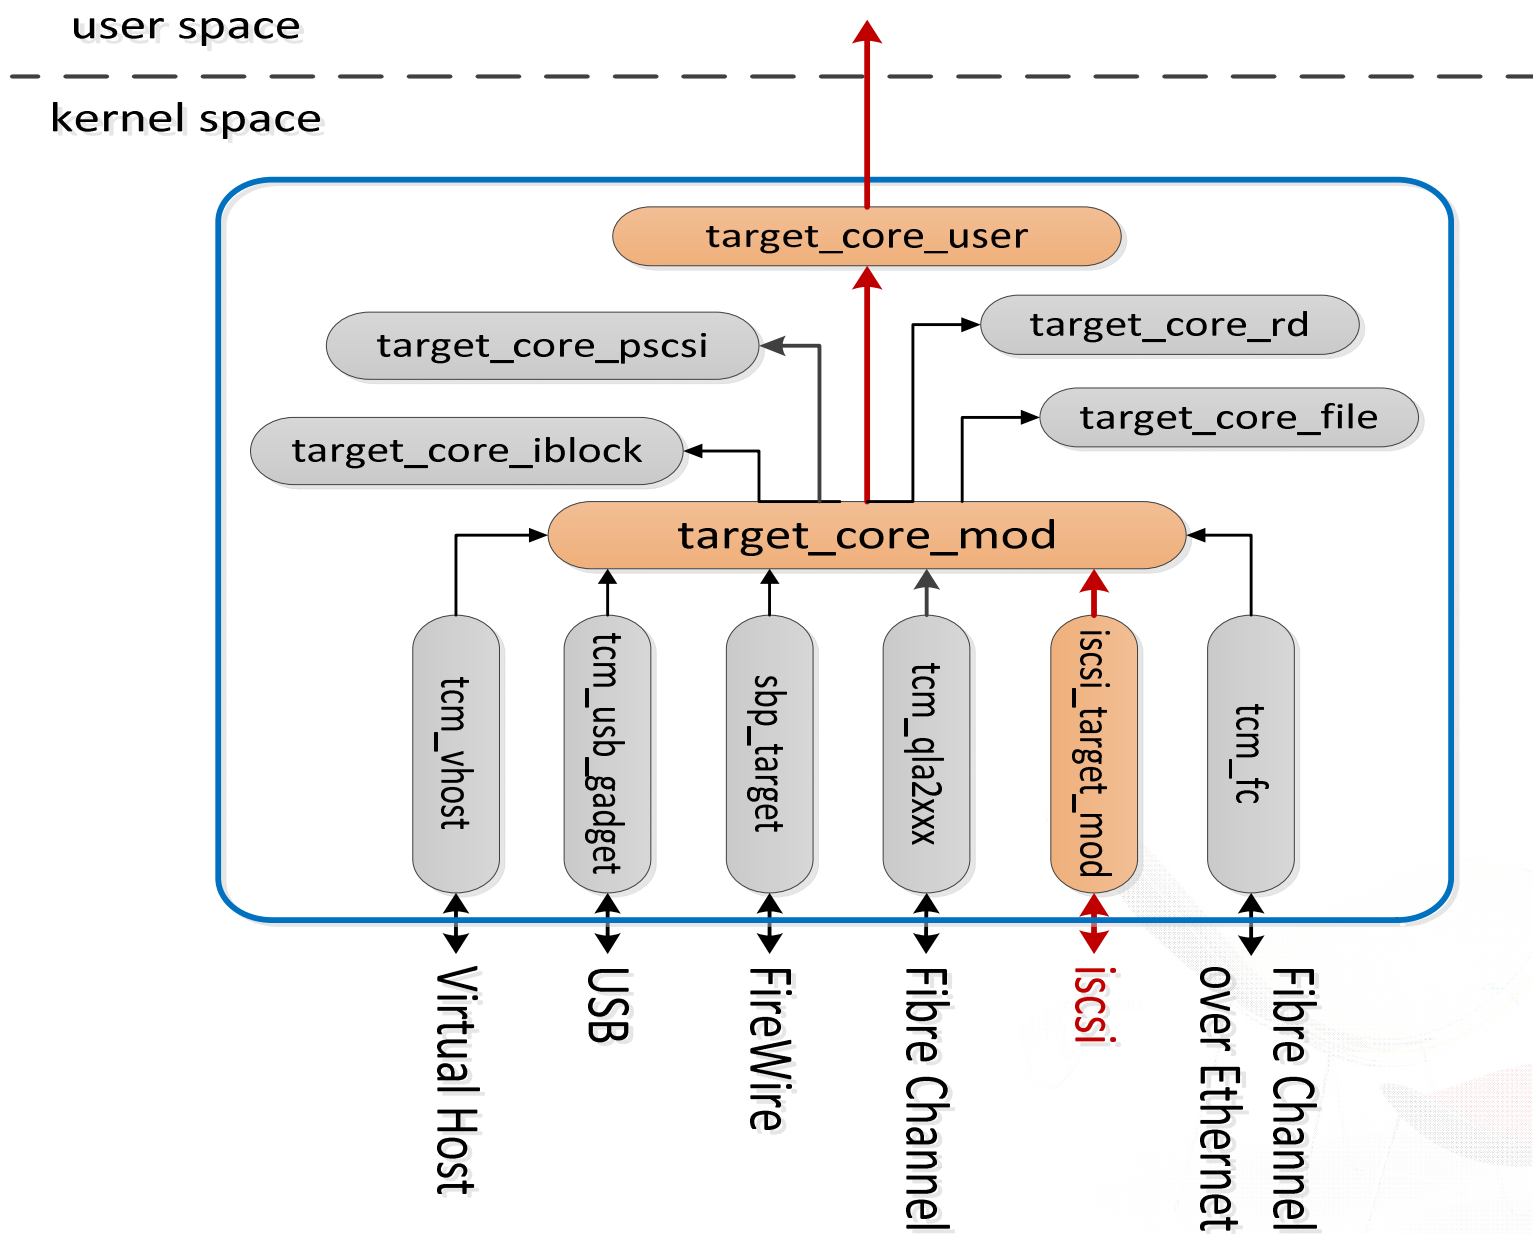 user space
kernel space
target_core_user
target_core_rd
target_core_pscsi
target_core_file
target_core_iblock
target_core_mod
tcm_vhost
tcm_usb_gadget
sbp_target
tcm_qla2xxx
iscsi_target_mod
tcm_fc
Virtual Host
USB
FireWire
Fibre Channel
iscsi
Fibre Channel
over Ethernet